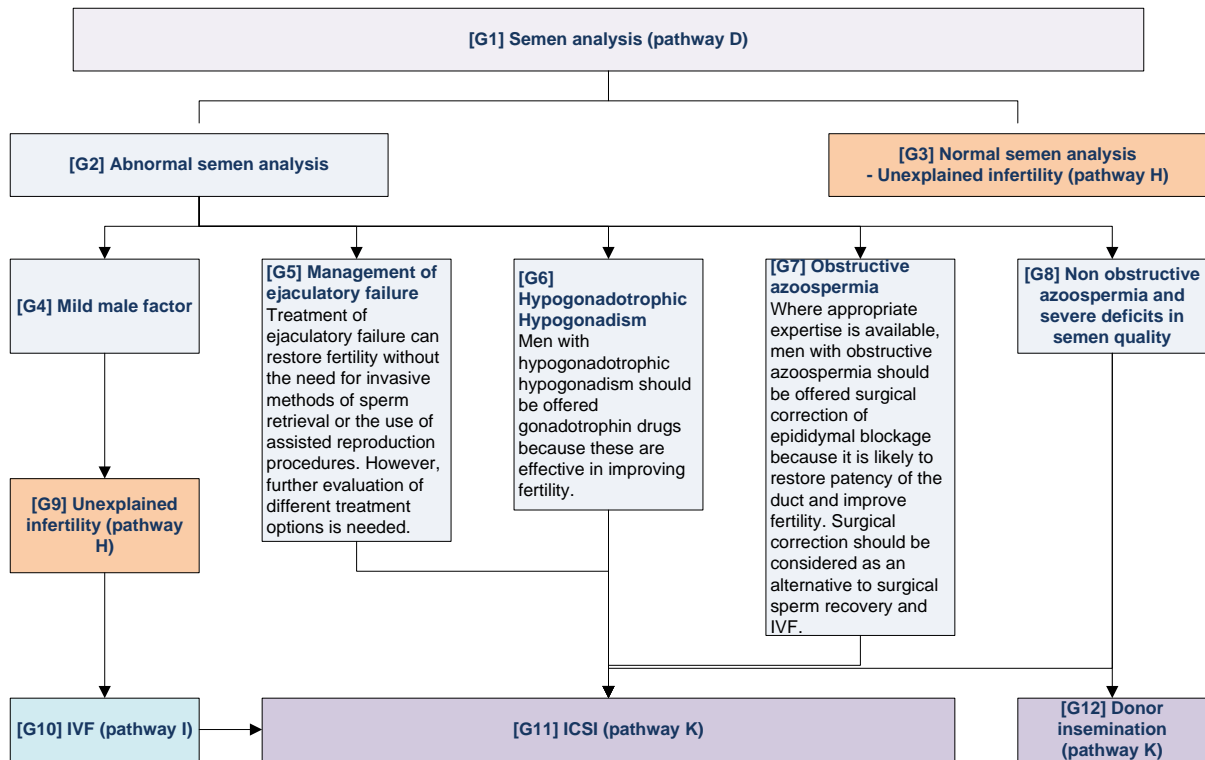 [G1] Semen analysis (pathway D)
[G2] Abnormal semen analysis
[G3] Normal semen analysis
- Unexplained infertility (pathway H)
[G4] Mild male factor
[G5] Management of
ejaculatory failure
Treatment of
ejaculatory failure can
restore fertility without
the need for invasive
methods of sperm
retrieval or the use of
assisted reproduction
procedures. However,
further evaluation of
different treatment
options is needed.
[G6]
Hypogonadotrophic
Hypogonadism
Men with
hypogonadotrophic
hypogonadism should
be offered
gonadotrophin drugs
because these are
effective in improving
fertility.
[G7] Obstructive
azoospermia
Where appropriate
expertise is available,
men with obstructive
azoospermia should
be offered surgical
correction of
epididymal blockage
because it is likely to
restore patency of the
duct and improve
fertility. Surgical
correction should be
considered as an
alternative to surgical
sperm recovery and
IVF.
[G8] Non obstructive
azoospermia and
severe deficits in
semen quality
[G9] Unexplained
infertility (pathway
H)
[G10] IVF (pathway I)
[G11] ICSI (pathway K)
[G12] Donor
insemination
(pathway K)